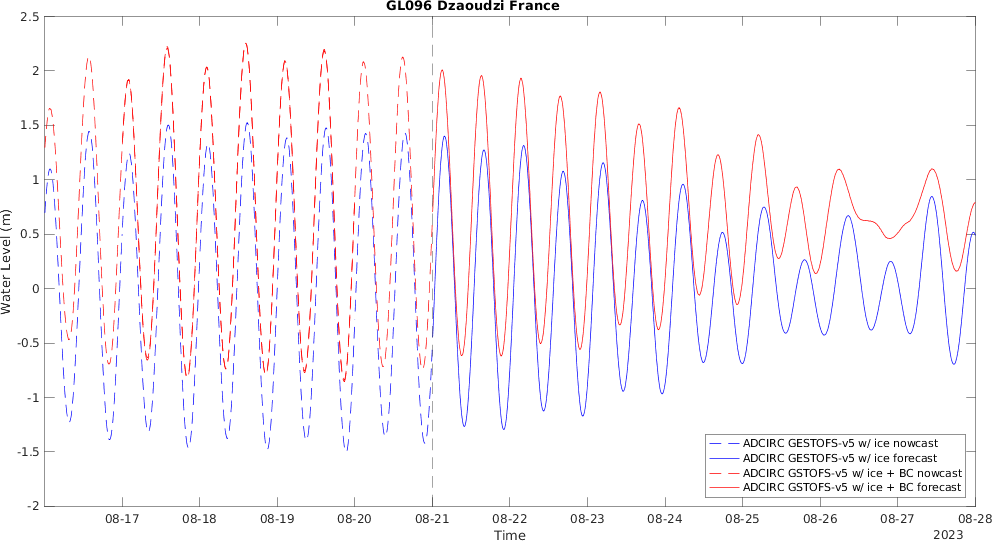 GL096 Dzaoudzi France
2.5
2
1.5
1
0.5
0
-0.5
-1
-1.5
-2
Water Level (m)
ADCIRC GESTOFS-v5 w/ ice nowcast
ADCIRC GESTOFS-v5 w/ ice forecast
ADCIRC GSTOFS-v5 w/ ice + BC nowcast
ADCIRC GSTOFS-v5 w/ ice + BC forecast
08-17 08-18 08-19 08-20 08-21 08-22 08-23 08-24 08-25 08-26 08-27 08-28
Time
2023